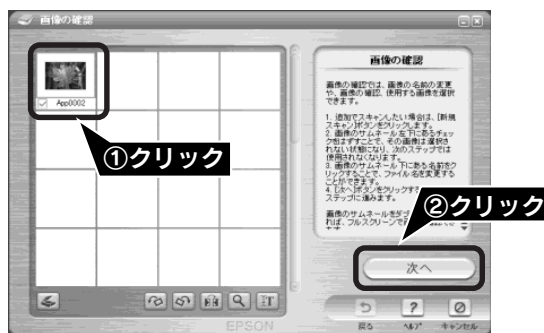 画像の確認
App0002
①クリック
画像の確認
画像の確認では、画像の名前の変更
や、画像の確認、使用する画像を選択
できます。
1. 追加でスキャンしたい場合は、[新規
スキャン]ボタンをクリックします。
2. 画像のサムネール左下にあるチェッ
ク
をはずすことで、その画像は選択さ
れない状態になり、次のステップでは
使用されなくなります。
3. 画像のサムネール下にある名前をク
リックすることで、ファイル名を変更する
ことができます。
4. [次へ]ボタンをクリックする
ステップに進みます。
画像のサムネールをダブ
れば、フルスクリーンで
②クリック
次へ
EPSON
戻る
ヘルプ
キャンセル